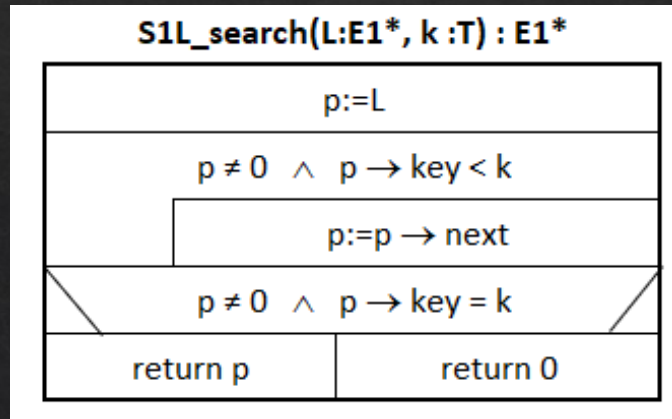 S1L_search(L:E1*, k :T) : E1*
p:=L
p ≠ 0 ∧ p → key < k
p:=p → next
p ≠ 0 ∧ p → key = k
return p
return 0